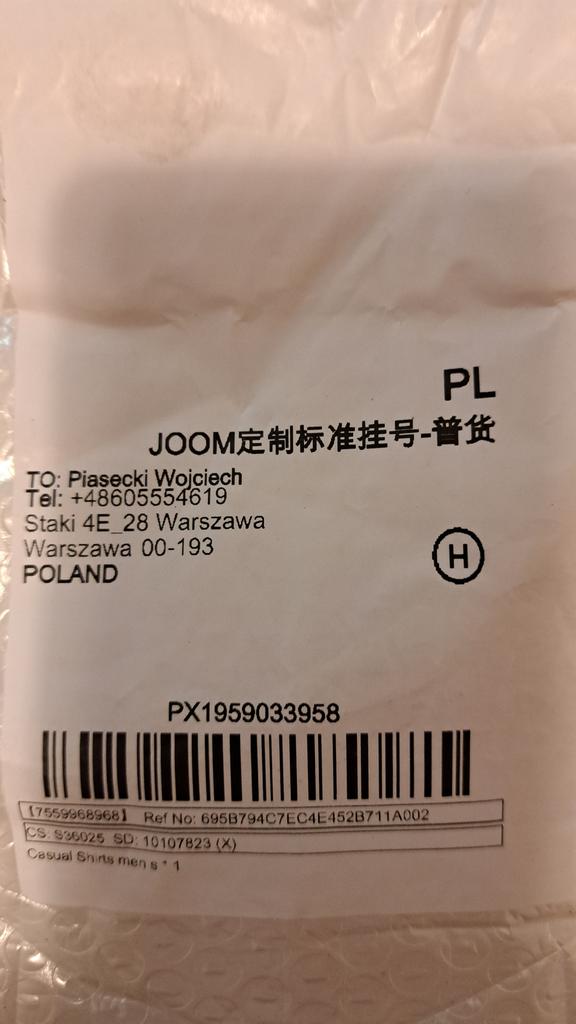 PL
JOOM定制标准挂号-普货
TO: Piasecki Wojciech
Tel: +48605554619
Staki 4E_28 Warszawa
Warszawa 00-193
POLAND
H
PX1959033958
【7559968968】 Ref No: 695B794C7EC4E452B711A002
CS: S36025 SD: 10107823 (X)
Casual Shirts men s * 1